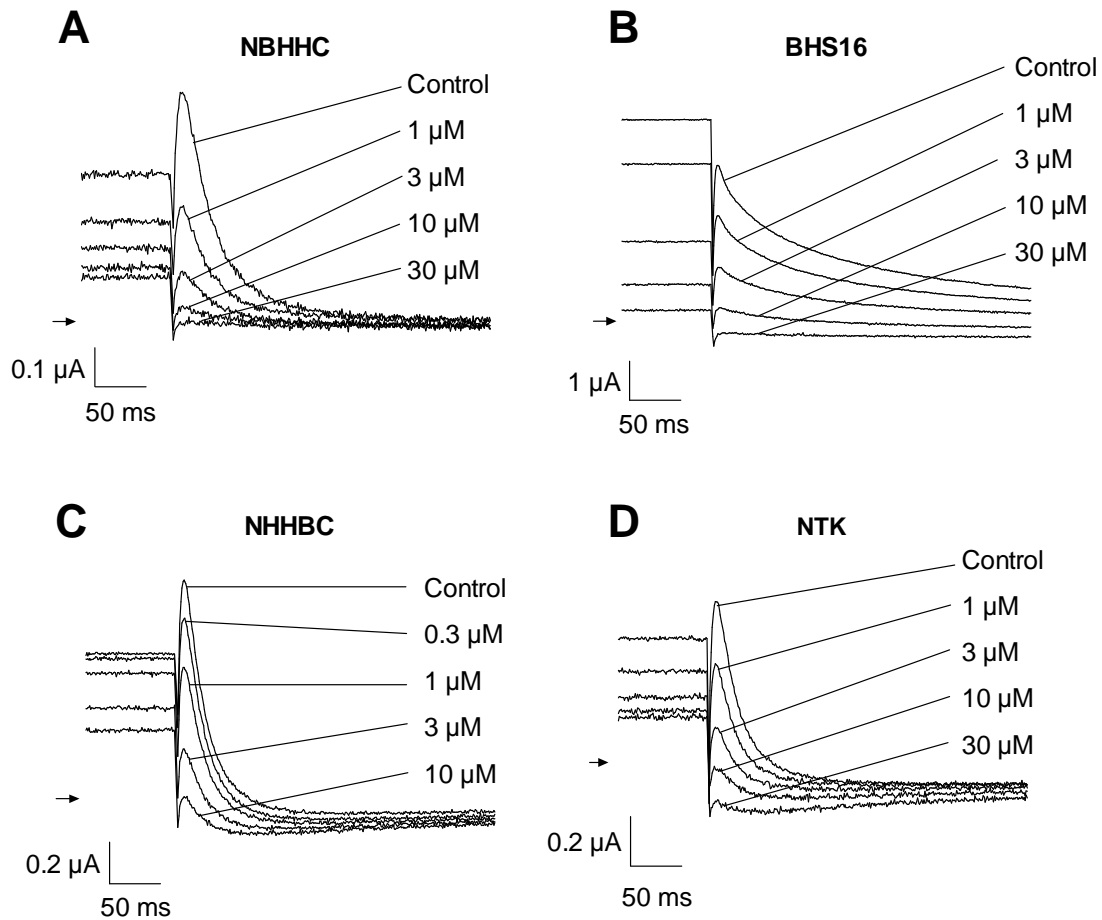 A
NBHHC
Control
1 µM
3 µM
10 µM
30 µM
0.1 µA
50 ms
B
BHS16
Control
1 µM
3 µM
10 µM
30 µM
1 µA
50 ms
C
NHHBC
Control
0.3 µM
1 µM
3 µM
10 µM
0.2 µA
50 ms
D
NTK
Control
1 µM
3 µM
10 µM
30 µM
0.2 µA
50 ms